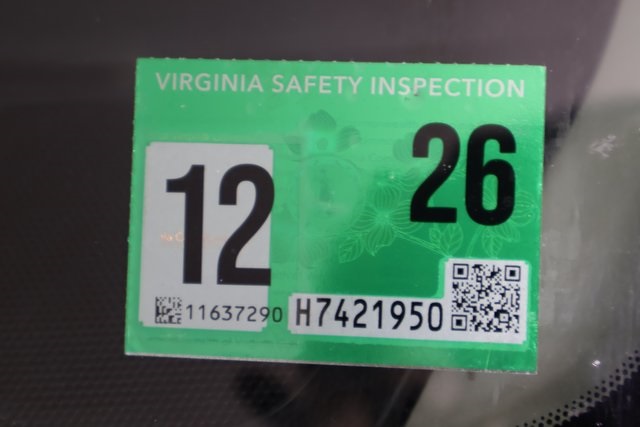 VIRGINIA SAFETY INSPECTION
12
26
11637290
H7421950